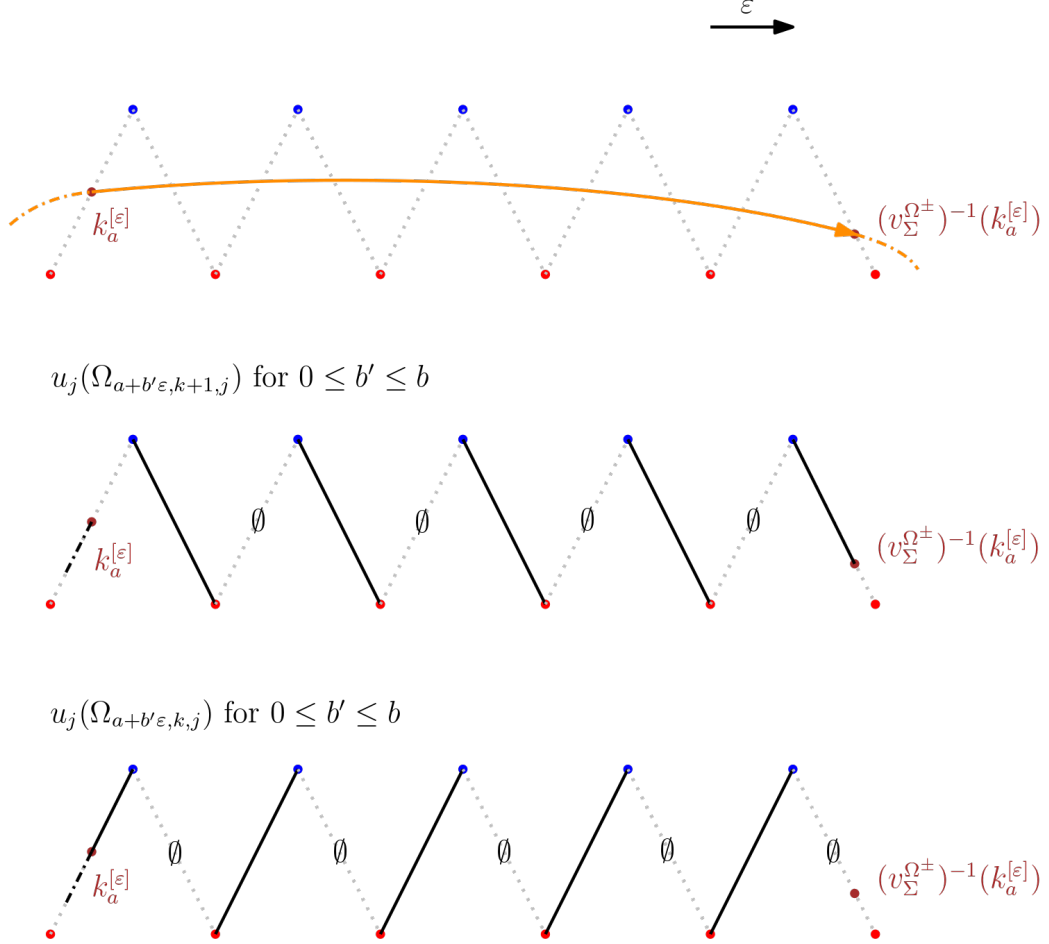 ε
(v_Σ^{Ω^±})^{-1}(k_a^{[ε]})
k_a^{[ε]}
u_j(Ω_{a+b'ε,k+1,j}) for 0 ≤ b' ≤ b
∅ ∅ ∅ ∅
k_a^{[ε]} (v_Σ^{Ω^±})^{-1}(k_a^{[ε]})
u_j(Ω_{a+b'ε,k,j}) for 0 ≤ b' ≤ b
∅ ∅ ∅ ∅ ∅
k_a^{[ε]} (v_Σ^{Ω^±})^{-1}(k_a^{[ε]})